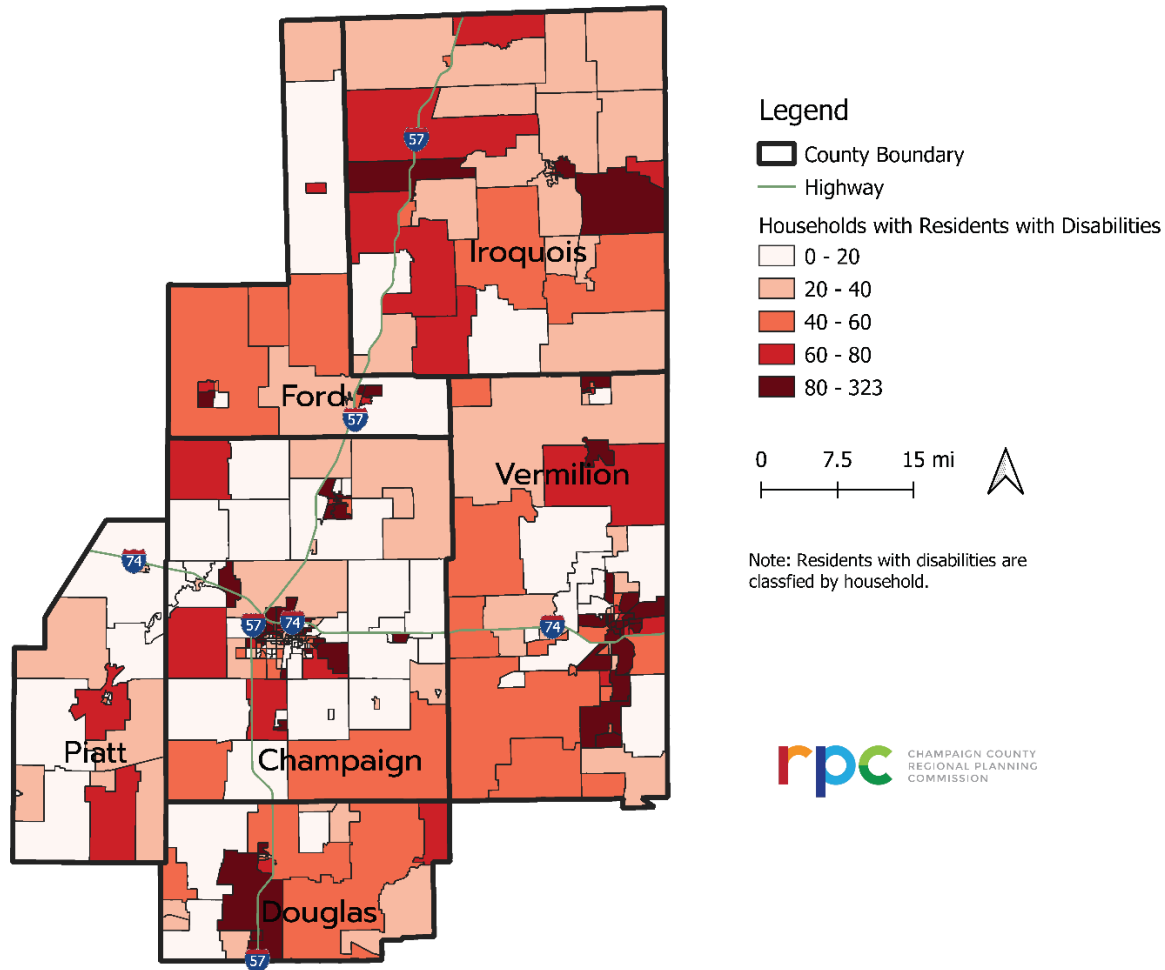 57
Iroquois
Ford
57
Vermilion
74
57
74
74
Piatt
Champaign
Douglas
57
Legend
County Boundary
Highway
Households with Residents with Disabilities
0 - 20
20 - 40
40 - 60
60 - 80
80 - 323
0 7.5 15 mi
Note: Residents with disabilities are
classfied by household.
rpc
CHAMPAIGN COUNTY
REGIONAL PLANNING
COMMISSION